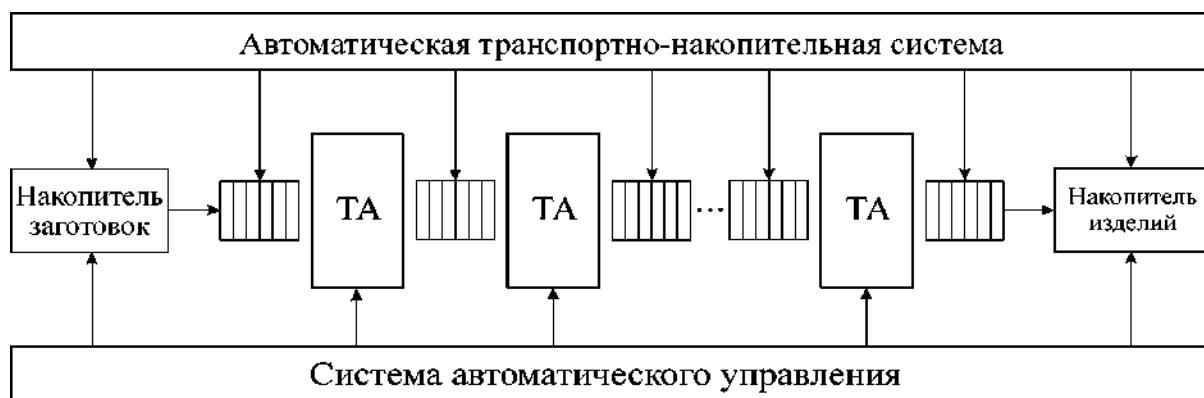 Автоматическая транспортно-накопительная система
Накопитель
заготовок
ТА
ТА
...
ТА
Накопитель
изделий
Система автоматического управления